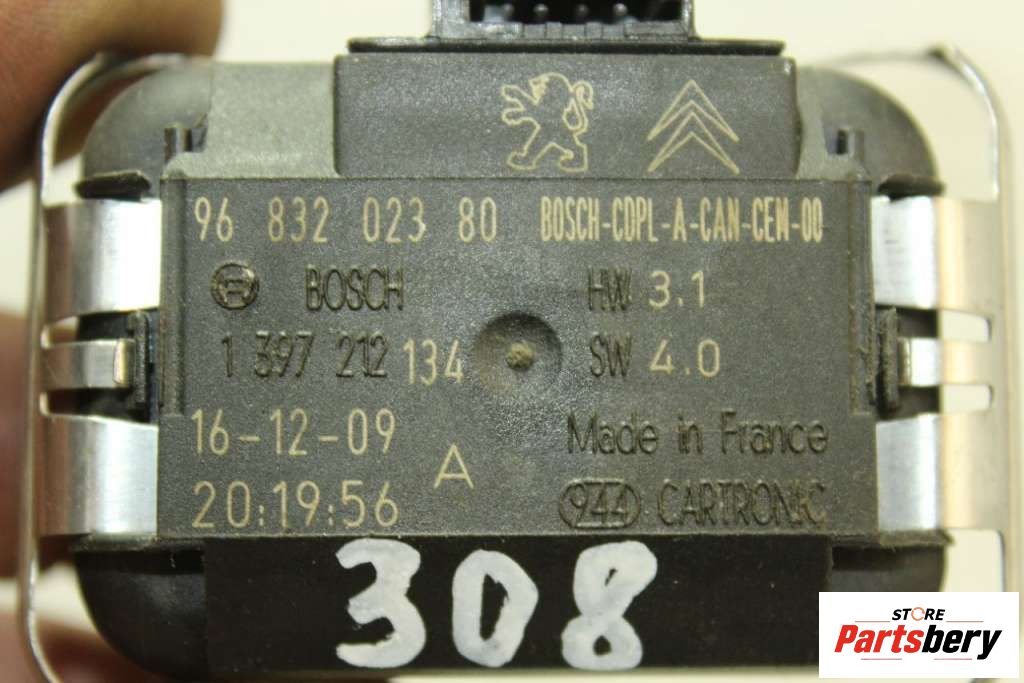 96 832 023 80 BOSCH-CDPL-A-CAN-CEM-00
BOSCH HW 3.1
1 397 212 134 SW 4.0
16-12-09 A Made in France
20:19:56 944 CARTRONIC
308
STORE
Partsbery